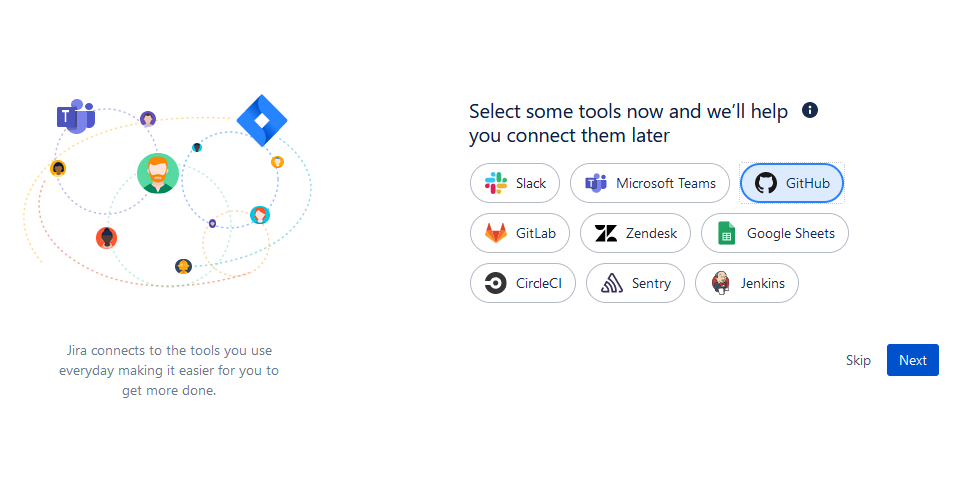 T
Select some tools now and we’ll help
you connect them later
Slack
Microsoft Teams
GitHub
GitLab
Zendesk
Google Sheets
CircleCI
Sentry
Jenkins
Jira connects to the tools you use
everyday making it easier for you to
get more done.
Skip
Next